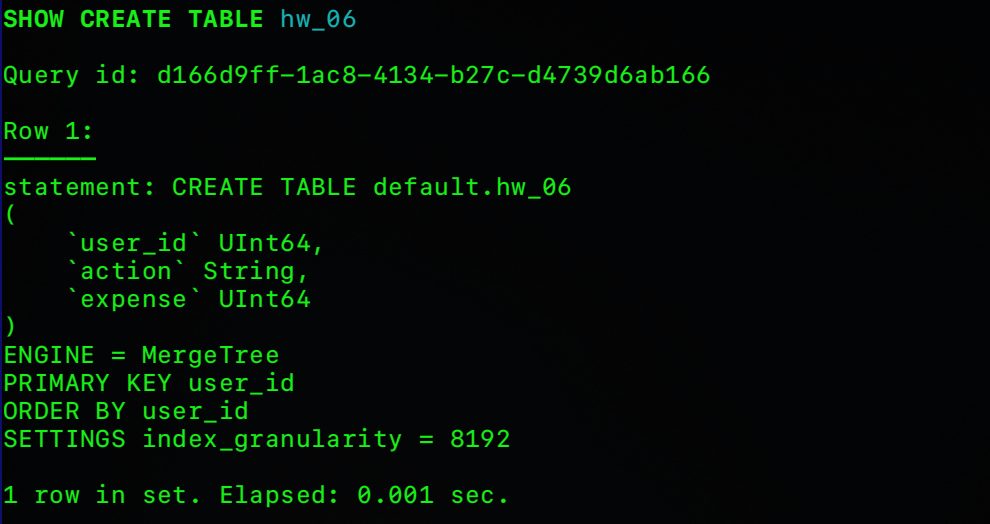 SHOW CREATE TABLE hw_06
Query id: d166d9ff-1ac8-4134-b27c-d4739d6ab166
Row 1:
──────
statement: CREATE TABLE default.hw_06
(
    `user_id` UInt64,
    `action` String,
    `expense` UInt64
)
ENGINE = MergeTree
PRIMARY KEY user_id
ORDER BY user_id
SETTINGS index_granularity = 8192
1 row in set. Elapsed: 0.001 sec.